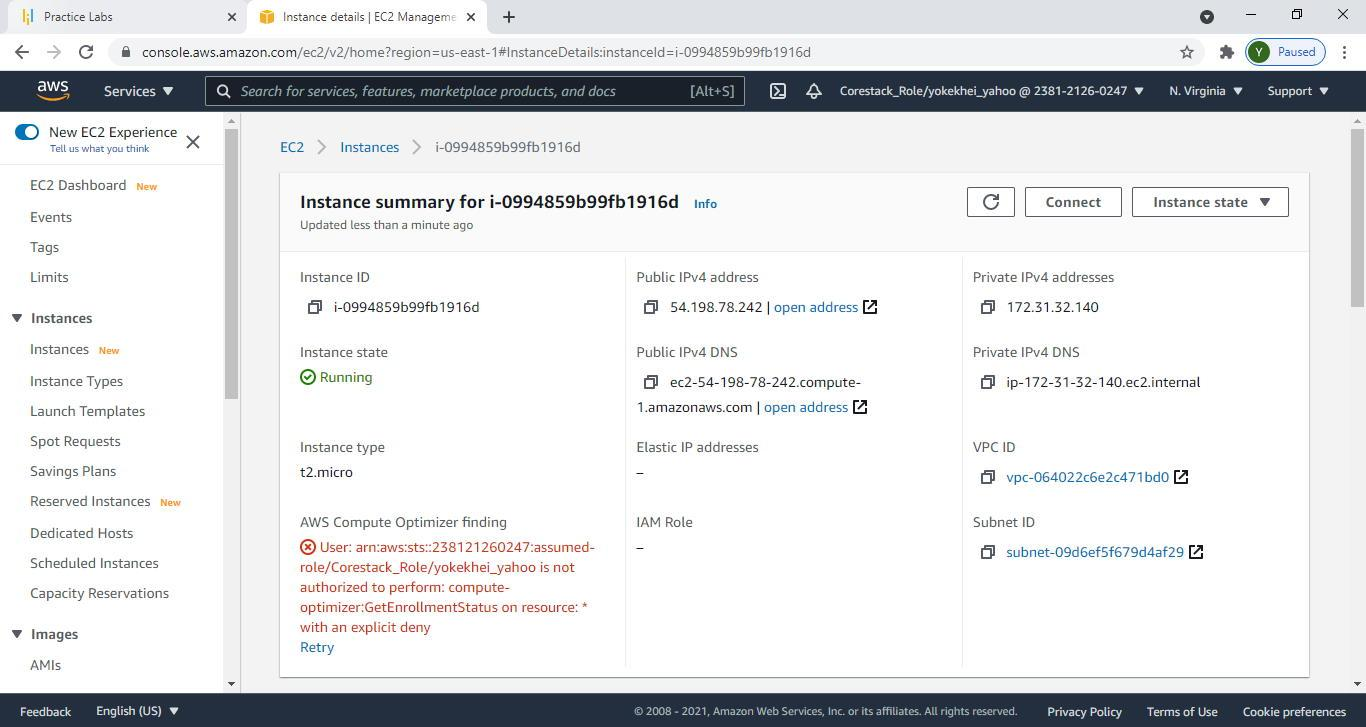 Practice Labs
Instance details | EC2 Manageme
console.aws.amazon.com/ec2/v2/home?region=us-east-1#InstanceDetails:instanceId=i-0994859b99fb1916d
Y Paused
aws
Services
Search for services, features, marketplace products, and docs [Alt+S]
Corestack_Role/yokekhei_yahoo @ 2381-2126-0247
N. Virginia
Support
New EC2 Experience
Tell us what you think
EC2 Dashboard New
Events
Tags
Limits
Instances
Instances New
Instance Types
Launch Templates
Spot Requests
Savings Plans
Reserved Instances New
Dedicated Hosts
Scheduled Instances
Capacity Reservations
Images
AMIs
EC2 Instances i-0994859b99fb1916d
Instance summary for i-0994859b99fb1916d Info
Updated less than a minute ago
Connect
Instance state
Instance ID
i-0994859b99fb1916d
Public IPv4 address
54.198.78.242 | open address
Private IPv4 addresses
172.31.32.140
Instance state
Running
Public IPv4 DNS
ec2-54-198-78-242.compute-
1.amazonaws.com | open address
Private IPv4 DNS
ip-172-31-32-140.ec2.internal
Instance type
t2.micro
Elastic IP addresses
–
VPC ID
vpc-064022c6e2c471bd0
AWS Compute Optimizer finding
User: arn:aws:sts::238121260247:assumed-
role/Corestack_Role/yokekhei_yahoo is not
authorized to perform: compute-
optimizer:GetEnrollmentStatus on resource: *
with an explicit deny
Retry
IAM Role
–
Subnet ID
subnet-09d6ef5f679d4af29
Feedback
English (US)
© 2008 - 2021, Amazon Web Services, Inc. or its affiliates. All rights reserved.
Privacy Policy
Terms of Use
Cookie preferences